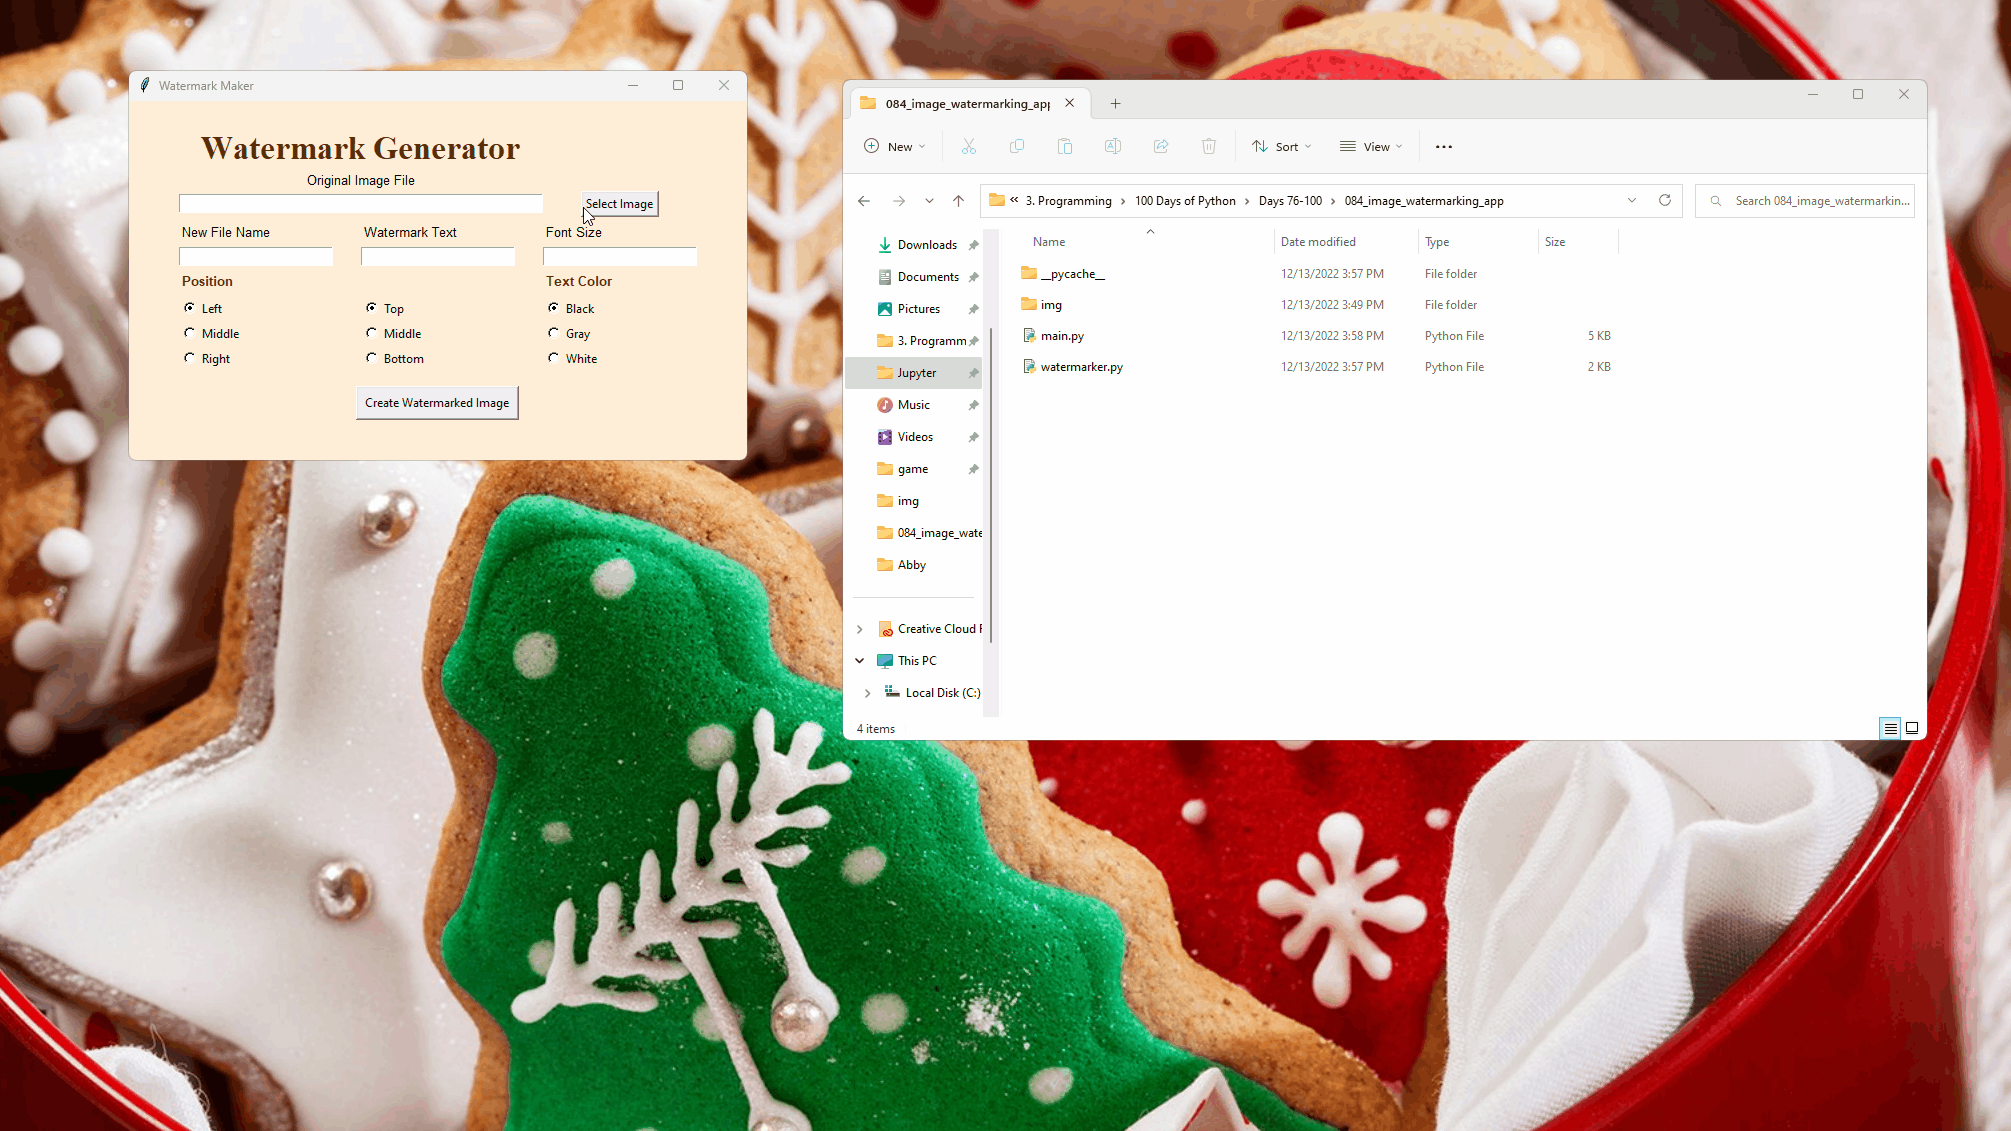 Watermark Maker
Watermark Generator
Original Image File
Select Image
New File Name Watermark Text Font Size
Position Text Color
Left Top Black
Middle Middle Gray
Right Bottom White
Create Watermarked Image
084_image_watermarking_app
New Sort View
« 3. Programming › 100 Days of Python › Days 76-100 › 084_image_watermarking_app
Search 084_image_watermarkin...
Downloads
Documents
Pictures
3. Programm
Jupyter
Music
Videos
game
img
084_image_wate
Abby
Creative Cloud F
This PC
Local Disk (C:)
Name Date modified Type Size
__pycache__ 12/13/2022 3:57 PM File folder
img 12/13/2022 3:49 PM File folder
main.py 12/13/2022 3:58 PM Python File 5 KB
watermarker.py 12/13/2022 3:57 PM Python File 2 KB
4 items